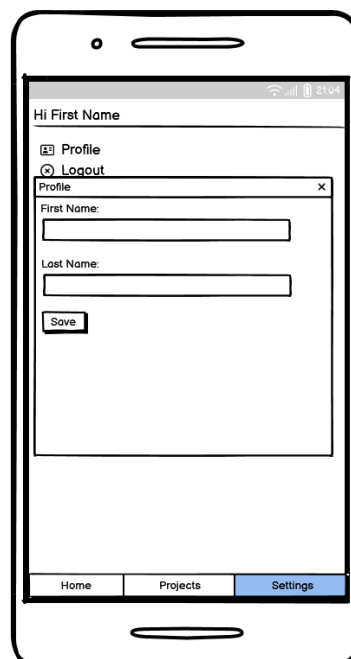 21:04
Hi First Name
Profile
Logout
Profile
First Name:
Last Name:
Save
Home Projects Settings